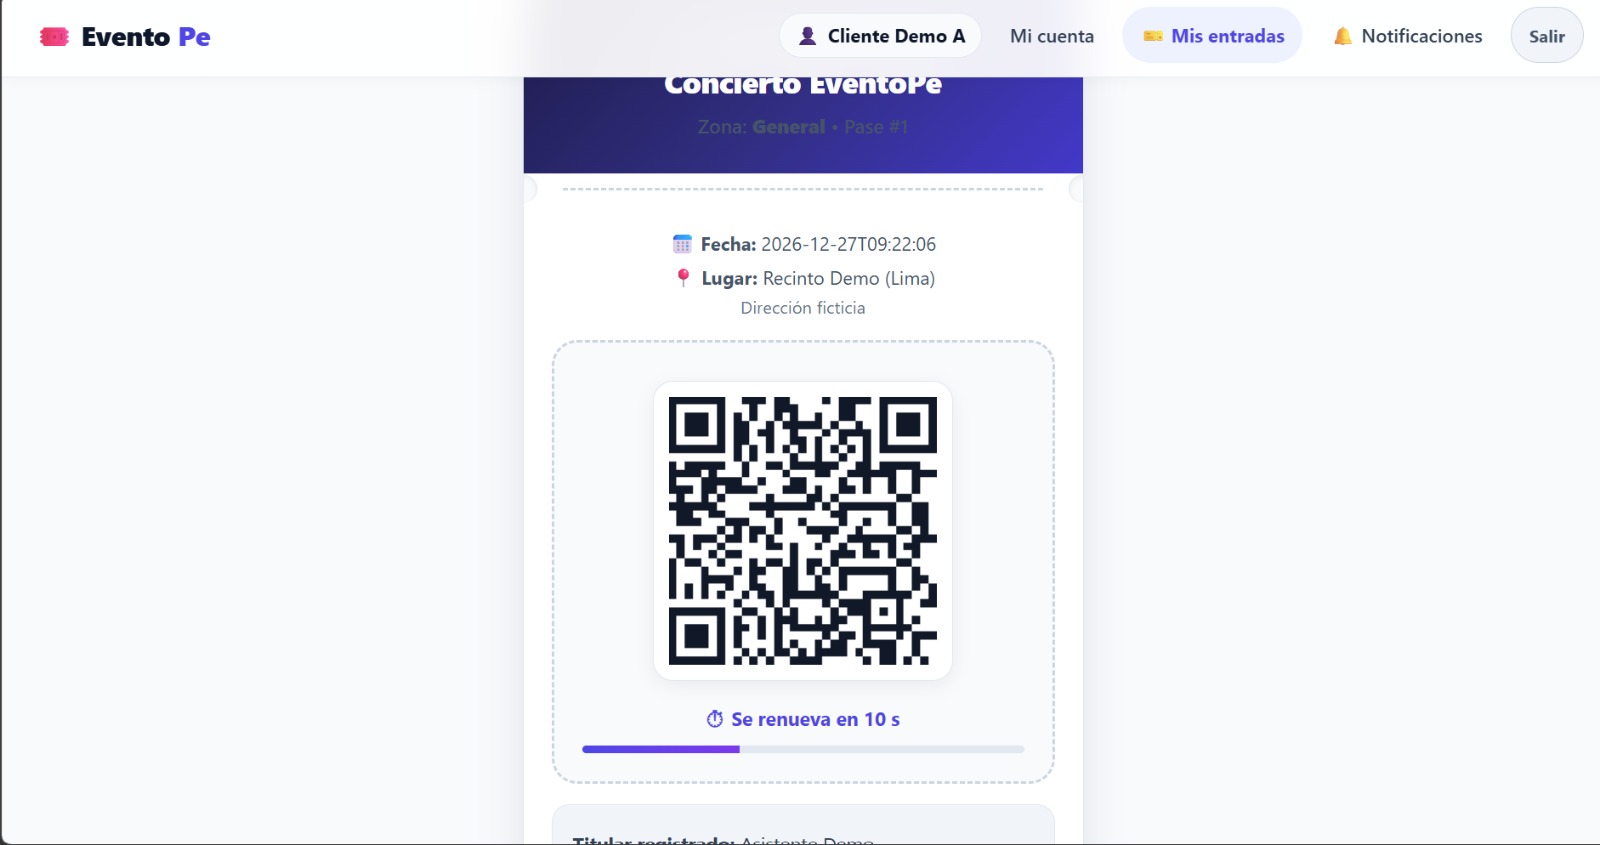 Evento Pe
Cliente Demo A
Mi cuenta
Mis entradas
Notificaciones
Salir
Concierto EventoPe
Zona: General • Pase #1
Fecha: 2026-12-27T09:22:06
Lugar: Recinto Demo (Lima)
Dirección ficticia
Se renueva en 10 s
Titular registrado: Asistente Demo